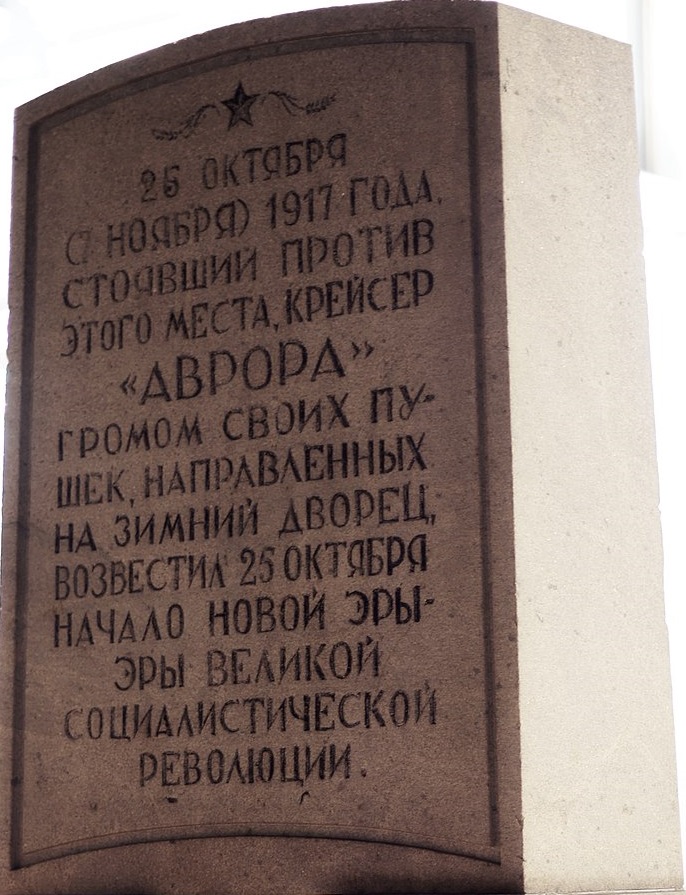 25 ОКТЯБРЯ
(7 НОЯБРЯ) 1917 ГОДА,
СТОЯВШИЙ ПРОТИВ
ЭТОГО МЕСТА, КРЕЙСЕР
«АВРОРА»
ГРОМОМ СВОИХ ПУ-
ШЕК, НАПРАВЛЕННЫХ
НА ЗИМНИЙ ДВОРЕЦ,
ВОЗВЕСТИЛ 25 ОКТЯБРЯ
НАЧАЛО НОВОЙ ЭРЫ-
ЭРЫ ВЕЛИКОЙ
СОЦИАЛИСТИЧЕСКОЙ
РЕВОЛЮЦИИ.